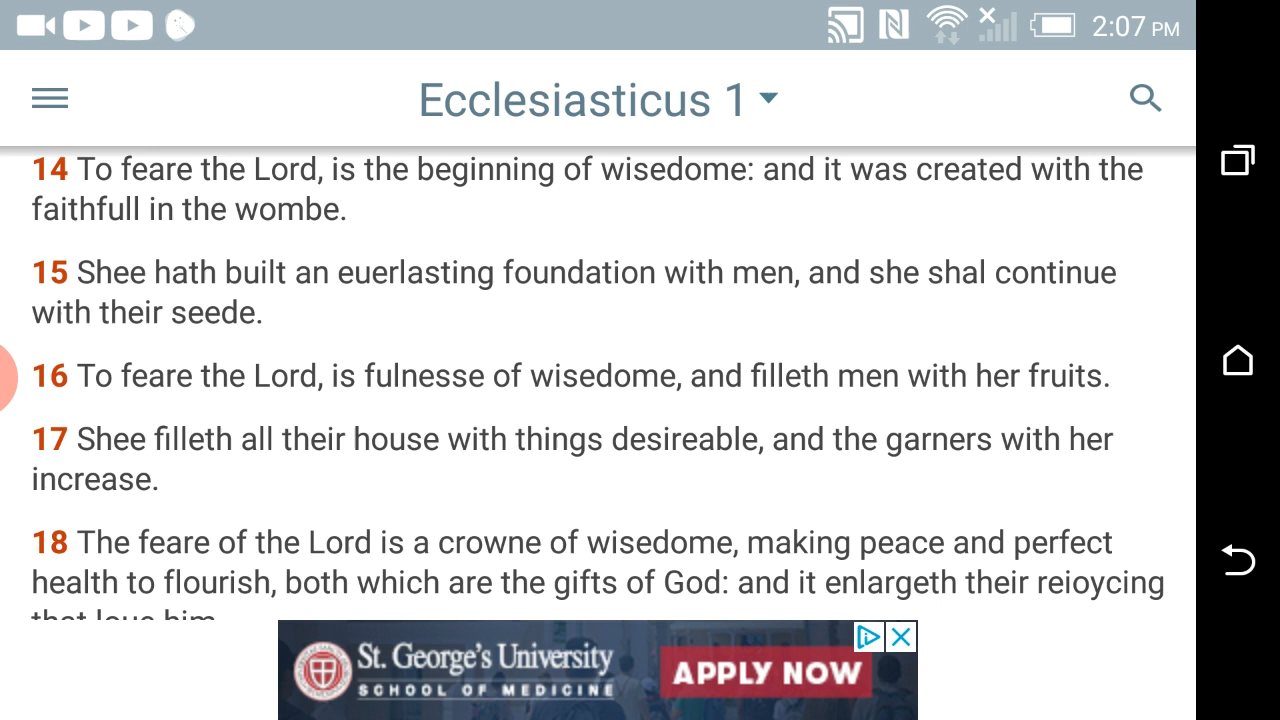 2:07 PM
Ecclesiasticus 1
14 To feare the Lord, is the beginning of wisedome: and it was created with the
faithfull in the wombe.
15 Shee hath built an euerlasting foundation with men, and she shal continue
with their seede.
16 To feare the Lord, is fulnesse of wisedome, and filleth men with her fruits.
17 Shee filleth all their house with things desireable, and the garners with her
increase.
18 The feare of the Lord is a crowne of wisedome, making peace and perfect
health to flourish, both which are the gifts of God: and it enlargeth their reioycing
that loue him
St. George's University
SCHOOL OF MEDICINE
APPLY NOW